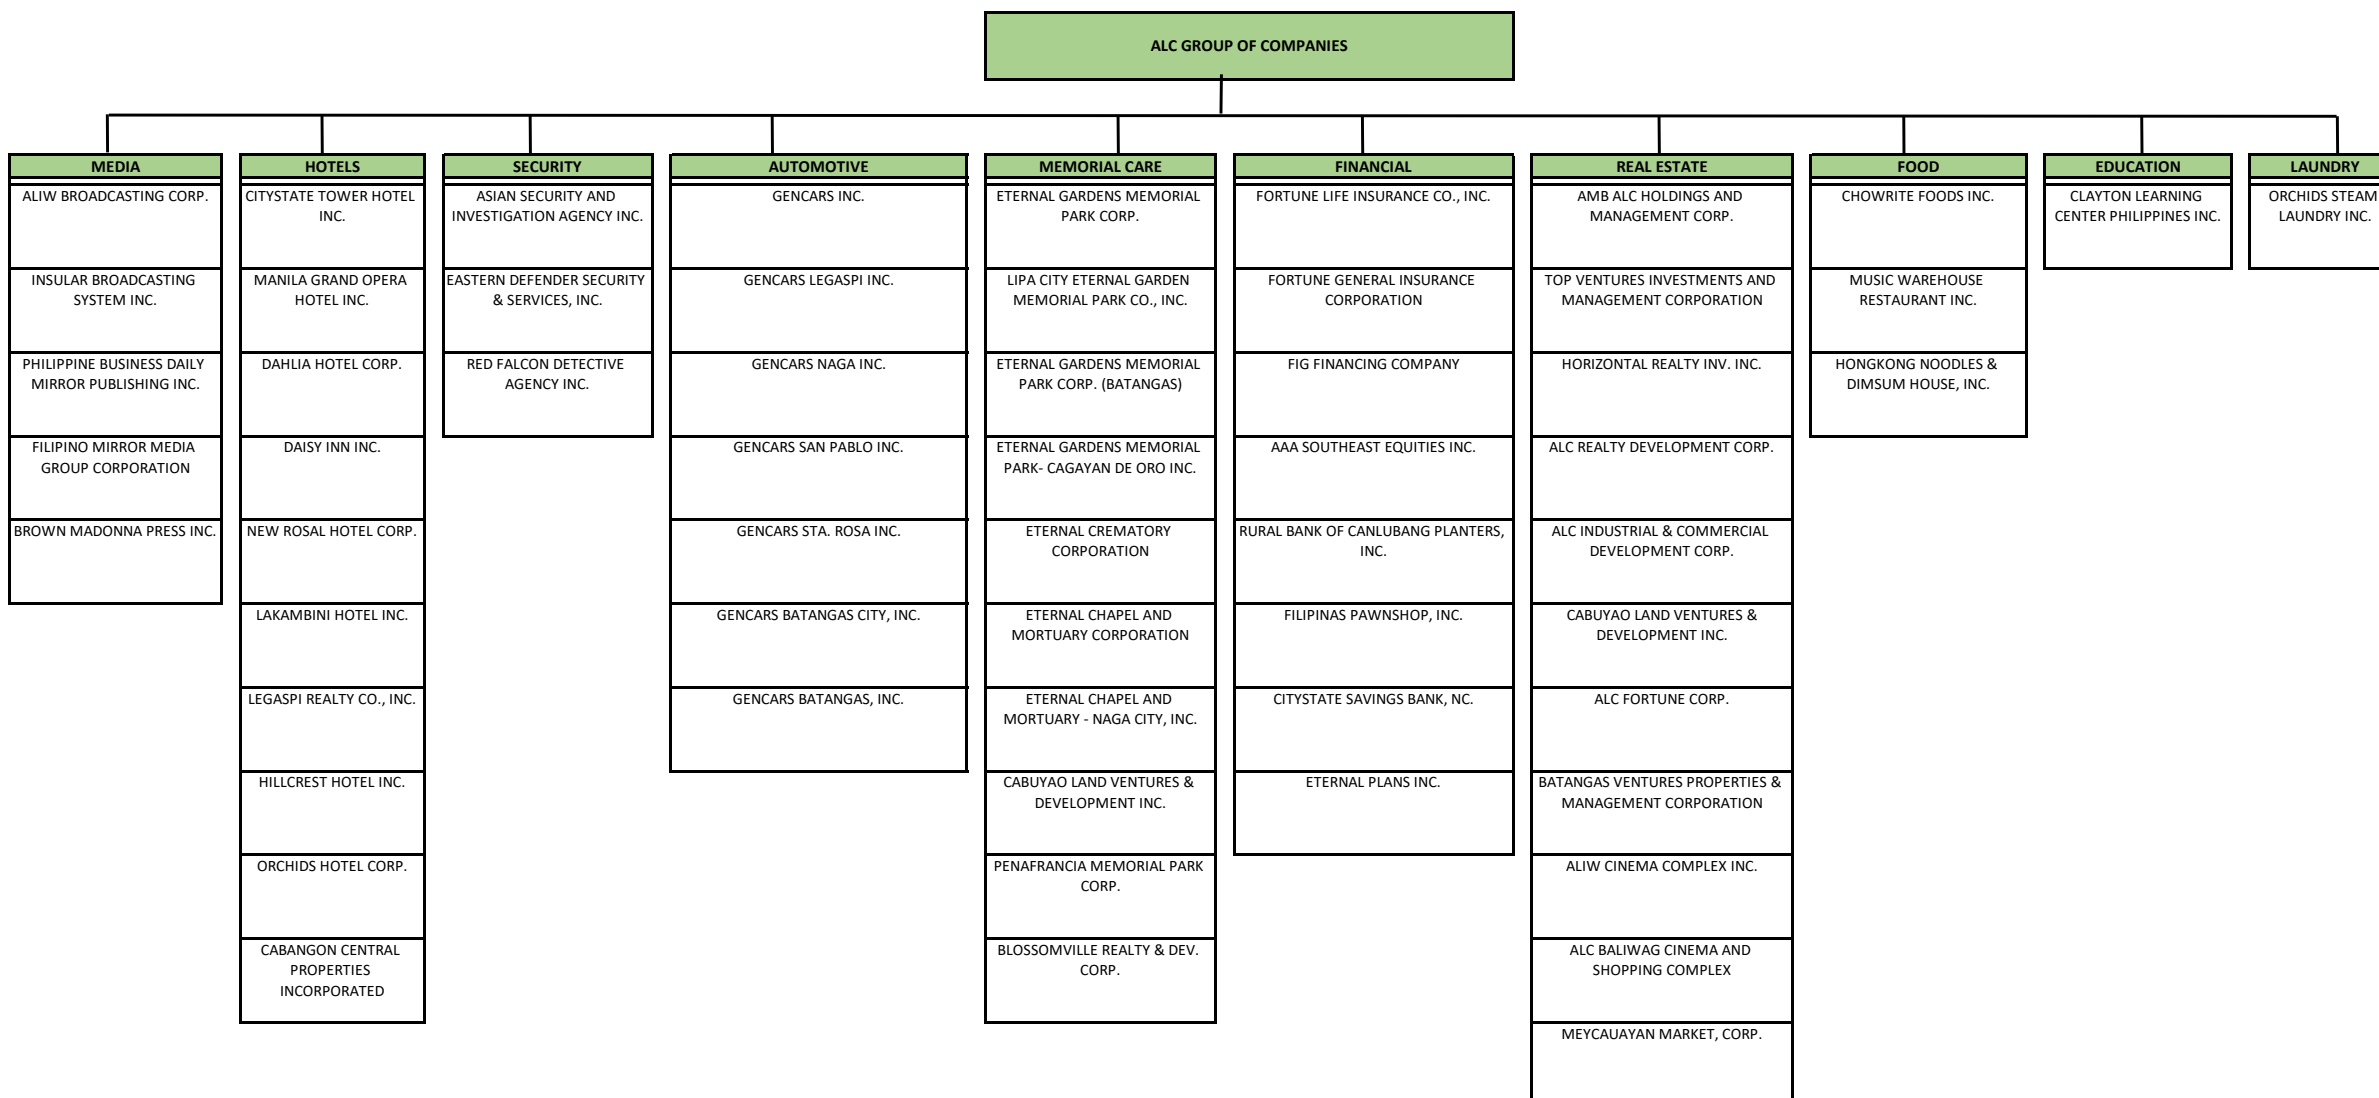 ALC GROUP OF COMPANIES
MEDIA
ALIW BROADCASTING CORP.
INSULAR BROADCASTING
SYSTEM INC.
PHILIPPINE BUSINESS DAILY
MIRROR PUBLISHING INC.
FILIPINO MIRROR MEDIA
GROUP CORPORATION
BROWN MADONNA PRESS INC.
HOTELS
CITYSTATE TOWER HOTEL
INC.
MANILA GRAND OPERA
HOTEL INC.
DAHLIA HOTEL CORP.
DAISY INN INC.
NEW ROSAL HOTEL CORP.
LAKAMBINI HOTEL INC.
LEGASPI REALTY CO., INC.
HILLCREST HOTEL INC.
ORCHIDS HOTEL CORP.
CABANGON CENTRAL
PROPERTIES
INCORPORATED
SECURITY
ASIAN SECURITY AND
INVESTIGATION AGENCY INC.
EASTERN DEFENDER SECURITY
& SERVICES, INC.
RED FALCON DETECTIVE
AGENCY INC.
AUTOMOTIVE
GENCARS INC.
GENCARS LEGASPI INC.
GENCARS NAGA INC.
GENCARS SAN PABLO INC.
GENCARS STA. ROSA INC.
GENCARS BATANGAS CITY, INC.
GENCARS BATANGAS, INC.
MEMORIAL CARE
ETERNAL GARDENS MEMORIAL
PARK CORP.
LIPA CITY ETERNAL GARDEN
MEMORIAL PARK CO., INC.
ETERNAL GARDENS MEMORIAL
PARK CORP. (BATANGAS)
ETERNAL GARDENS MEMORIAL
PARK- CAGAYAN DE ORO INC.
ETERNAL CREMATORY
CORPORATION
ETERNAL CHAPEL AND
MORTUARY CORPORATION
ETERNAL CHAPEL AND
MORTUARY - NAGA CITY, INC.
CABUYAO LAND VENTURES &
DEVELOPMENT INC.
PENAFRANCIA MEMORIAL PARK
CORP.
BLOSSOMVILLE REALTY & DEV.
CORP.
FINANCIAL
FORTUNE LIFE INSURANCE CO., INC.
FORTUNE GENERAL INSURANCE
CORPORATION
FIG FINANCING COMPANY
AAA SOUTHEAST EQUITIES INC.
RURAL BANK OF CANLUBANG PLANTERS,
INC.
FILIPINAS PAWNSHOP, INC.
CITYSTATE SAVINGS BANK, NC.
ETERNAL PLANS INC.
REAL ESTATE
AMB ALC HOLDINGS AND
MANAGEMENT CORP.
TOP VENTURES INVESTMENTS AND
MANAGEMENT CORPORATION
HORIZONTAL REALTY INV. INC.
ALC REALTY DEVELOPMENT CORP.
ALC INDUSTRIAL & COMMERCIAL
DEVELOPMENT CORP.
CABUYAO LAND VENTURES &
DEVELOPMENT INC.
ALC FORTUNE CORP.
BATANGAS VENTURES PROPERTIES &
MANAGEMENT CORPORATION
ALIW CINEMA COMPLEX INC.
ALC BALIWAG CINEMA AND
SHOPPING COMPLEX
MEYCAUAYAN MARKET, CORP.
FOOD
CHOWRITE FOODS INC.
MUSIC WAREHOUSE
RESTAURANT INC.
HONGKONG NOODLES &
DIMSUM HOUSE, INC.
EDUCATION
CLAYTON LEARNING
CENTER PHILIPPINES INC.
LAUNDRY
ORCHIDS STEAM
LAUNDRY INC.